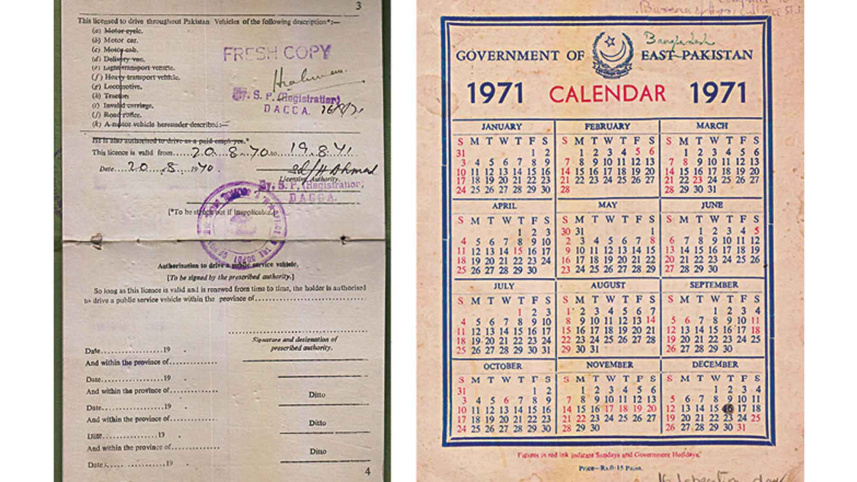 3
This licensed to drive throughout Pakistan Vehicles of the following description*:—
(a) Motor cycle.
(b) Motor car.
(c) Motor cab.
(d) Delivery van.
(e) Light transport vehicle.
(f) Heavy transport vehicle.
(g) Locomotive.
(h) Tractor.
(i) Invalid carriage.
(j) Road roller.
(k) A motor vehicle hereunder described:—
FRESH COPY
Dy. S. P. (Registration)
DACCA.
He is also authorised to drive as a paid employee.*
This licence is valid from 20.8.70 to 19.8.71
Date 20.8.1970
Licensing Authority.
Dy. S. P. (Registration)
DACCA.
[*To be struck out if inapplicable.]
Authorization to drive a public service vehicle.
[To be signed by the prescribed authority.]
So long as this licence is valid and is renewed from time to time, the holder is authorised
to drive a public service vehicle within the province of
Signature and designation of
prescribed authority.
Date 19
And within the province of
Date 19
And within the province of Ditto
Date 19
And within the province of Ditto
Date 19
And within the province of Ditto
Date 19
4
Bangladesh
GOVERNMENT OF EAST PAKISTAN
1971 CALENDAR 1971
JANUARY FEBRUARY MARCH
S M T W T F S S M T W T F S S M T W T F S
31 1 2 1 2 3 4 5 6 1 2 3 4 5 6
3 4 5 6 7 8 9 7 8 9 10 11 12 13 7 8 9 10 11 12 13
10 11 12 13 14 15 16 14 15 16 17 18 19 20 14 15 16 17 18 19 20
17 18 19 20 21 22 23 21 22 23 24 25 26 27 21 22 23 24 25 26 27
24 25 26 27 28 29 30 28 28 29 30 31
APRIL MAY JUNE
S M T W T F S S M T W T F S S M T W T F S
1 2 3 30 31 1 1 2 3 4 5
4 5 6 7 8 9 10 2 3 4 5 6 7 8 6 7 8 9 10 11 12
11 12 13 14 15 16 17 9 10 11 12 13 14 15 13 14 15 16 17 18 19
18 19 20 21 22 23 24 16 17 18 19 20 21 22 20 21 22 23 24 25 26
25 26 27 28 29 30 23 24 25 26 27 28 29 27 28 29 30
JULY AUGUST SEPTEMBER
S M T W T F S S M T W T F S S M T W T F S
1 2 3 1 2 3 4 5 6 7 1 2 3 4
4 5 6 7 8 9 10 8 9 10 11 12 13 14 5 6 7 8 9 10 11
11 12 13 14 15 16 17 15 16 17 18 19 20 21 12 13 14 15 16 17 18
18 19 20 21 22 23 24 22 23 24 25 26 27 28 19 20 21 22 23 24 25
25 26 27 28 29 30 31 29 30 31 26 27 28 29 30
OCTOBER NOVEMBER DECEMBER
S M T W T F S S M T W T F S S M T W T F S
31 1 2 1 2 3 4 5 6 1 2 3 4
3 4 5 6 7 8 9 7 8 9 10 11 12 13 5 6 7 8 9 10 11
10 11 12 13 14 15 16 14 15 16 17 18 19 20 12 13 14 15 16 17 18
17 18 19 20 21 22 23 21 22 23 24 25 26 27 19 20 21 22 23 24 25
24 25 26 27 28 29 30 28 29 30 26 27 28 29 30 31
Figures in red ink indicate Sundays and Government Holidays.
Price—Re.0·15 Paisa.